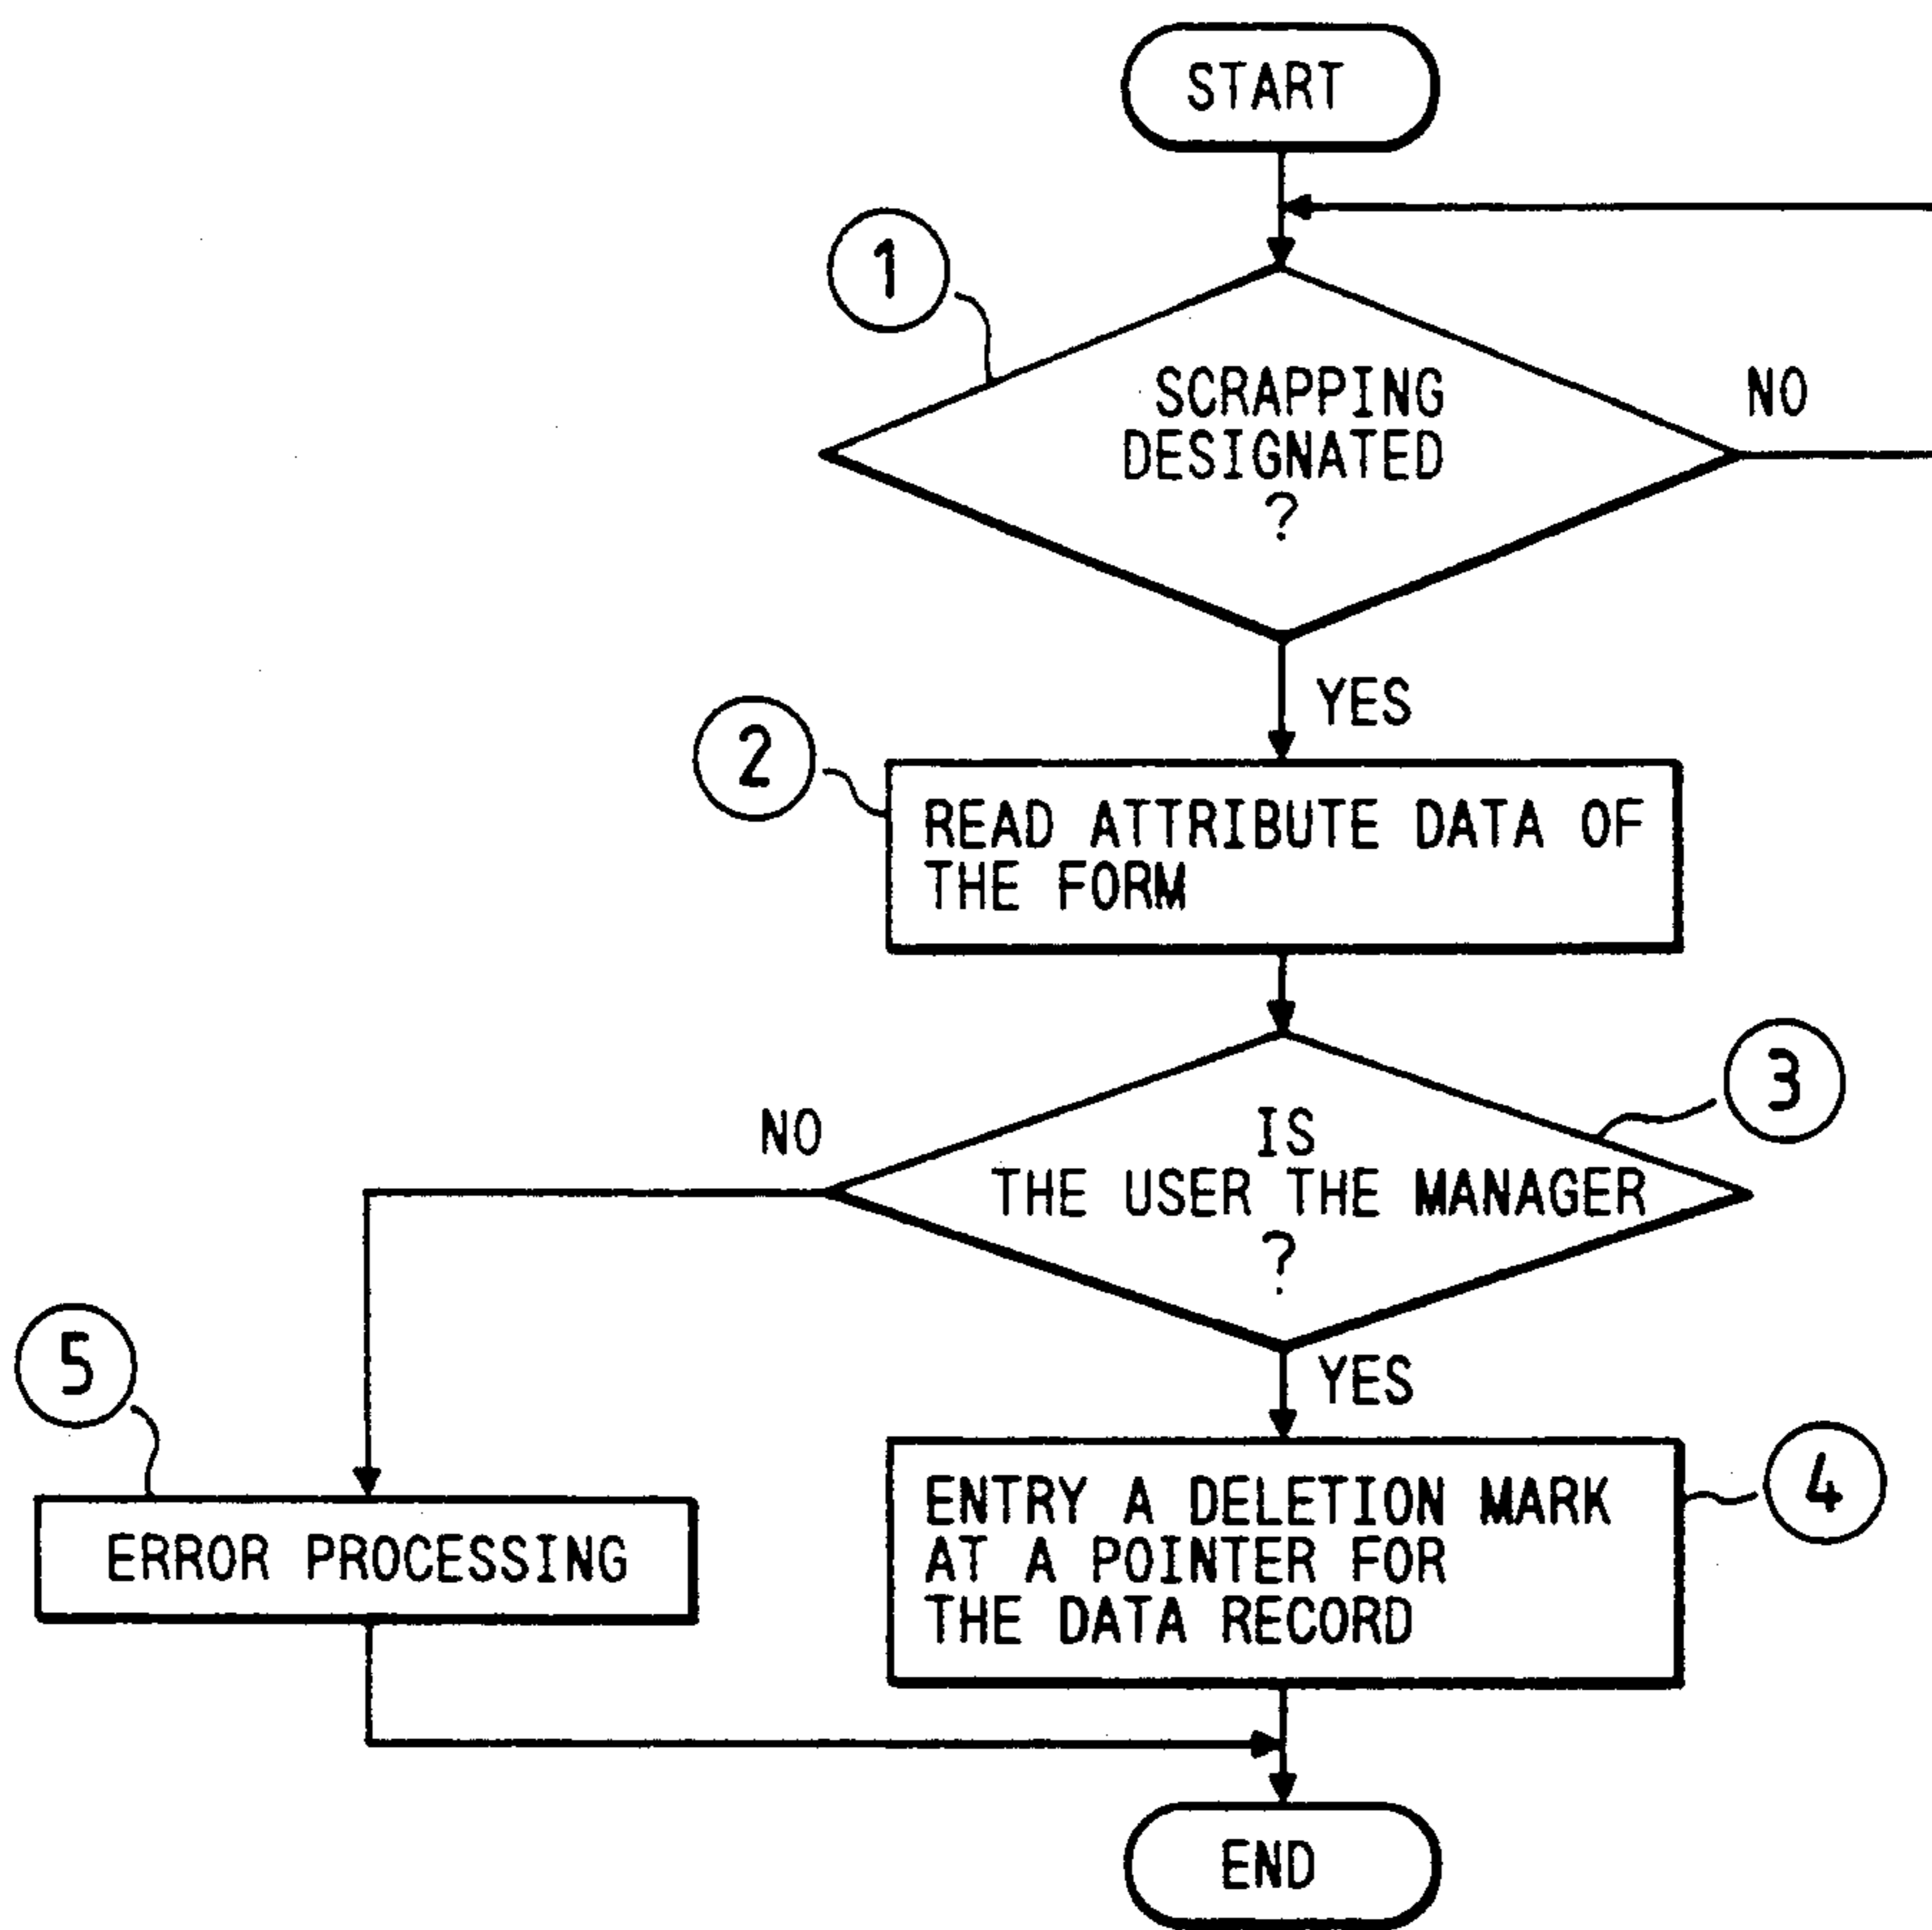 START
1
SCRAPPING
DESIGNATED
?
NO
YES
2
READ ATTRIBUTE DATA OF
THE FORM
3
IS
THE USER THE MANAGER
?
NO
YES
5
ERROR PROCESSING
4
ENTRY A DELETION MARK
AT A POINTER FOR
THE DATA RECORD
END